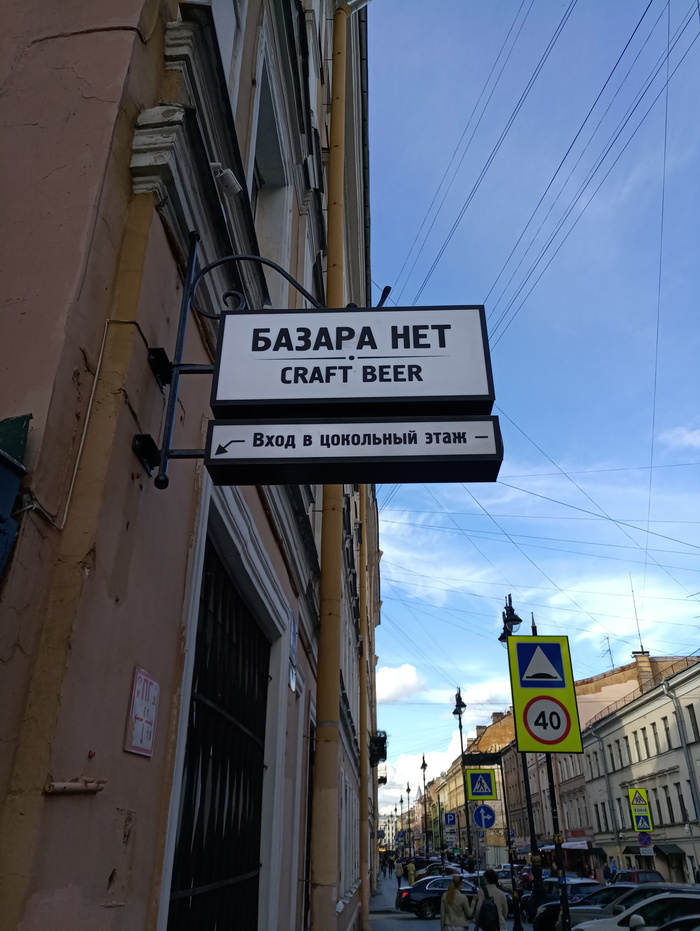 БАЗАРА НЕТ
CRAFT BEER
Вход в цокольный этаж
40
P